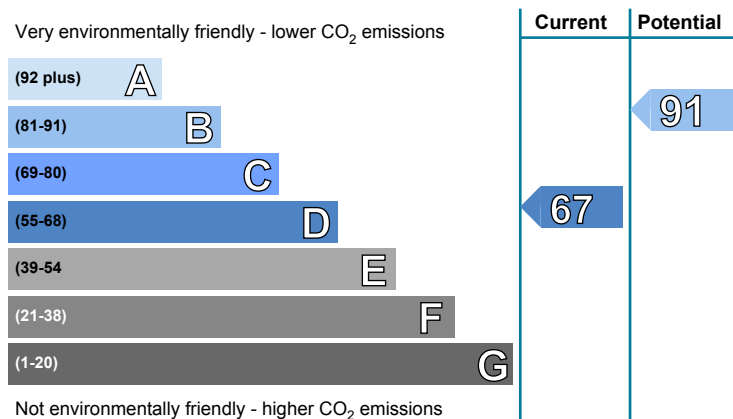 Current Potential
Very environmentally friendly - lower CO2 emissions
(92 plus) A
(81-91) B
91
(69-80) C
(55-68) D
67
(39-54 E
(21-38) F
(1-20) G
Not environmentally friendly - higher CO2 emissions